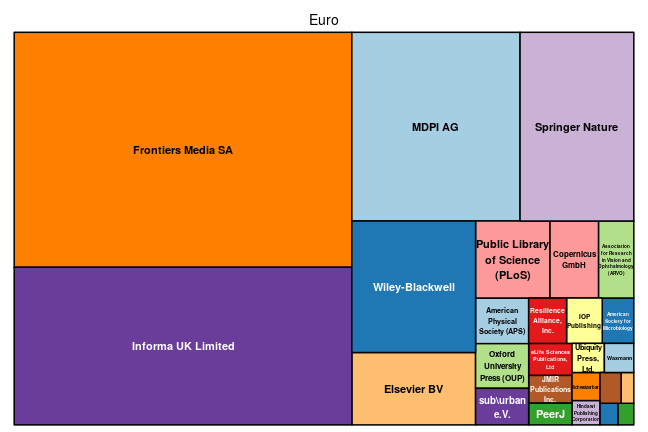 Euro
Frontiers Media SA
Informa UK Limited
MDPI AG
Springer Nature
Wiley-Blackwell
Elsevier BV
Public Library
of Science
(PLoS)
Copernicus
GmbH
Association
for Research
in Vision and
Ophthalmology
(ARVO)
American
Physical
Society (APS)
Resilience
Alliance,
Inc.
IOP
Publishing
American
Society for
Microbiology
Oxford
University
Press (OUP)
eLife Sciences
Publications,
Ltd
Ubiquity
Press,
Ltd.
Waxmann
JMIR
Publications
Inc.
sub\urban
e.V.
PeerJ
Hindawi
Publishing
Corporation